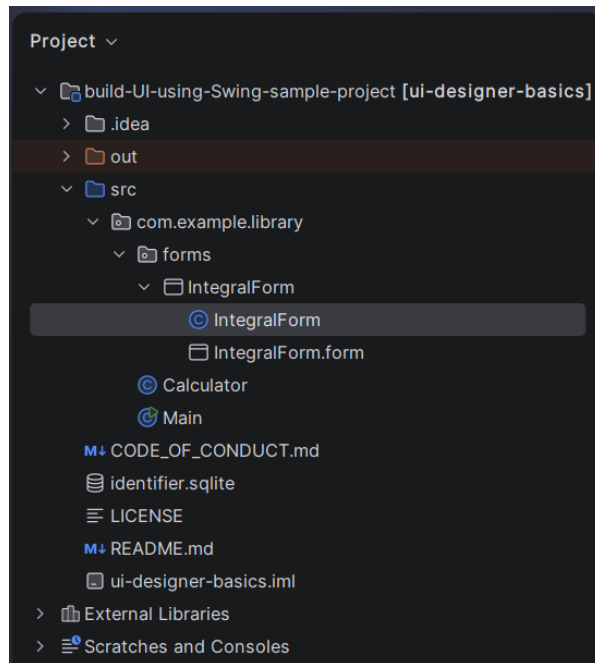 Project
build-UI-using-Swing-sample-project [ui-designer-basics]
.idea
out
src
com.example.library
forms
IntegralForm
C IntegralForm
IntegralForm.form
C Calculator
C Main
M↓ CODE_OF_CONDUCT.md
identifier.sqlite
LICENSE
M↓ README.md
ui-designer-basics.iml
External Libraries
Scratches and Consoles